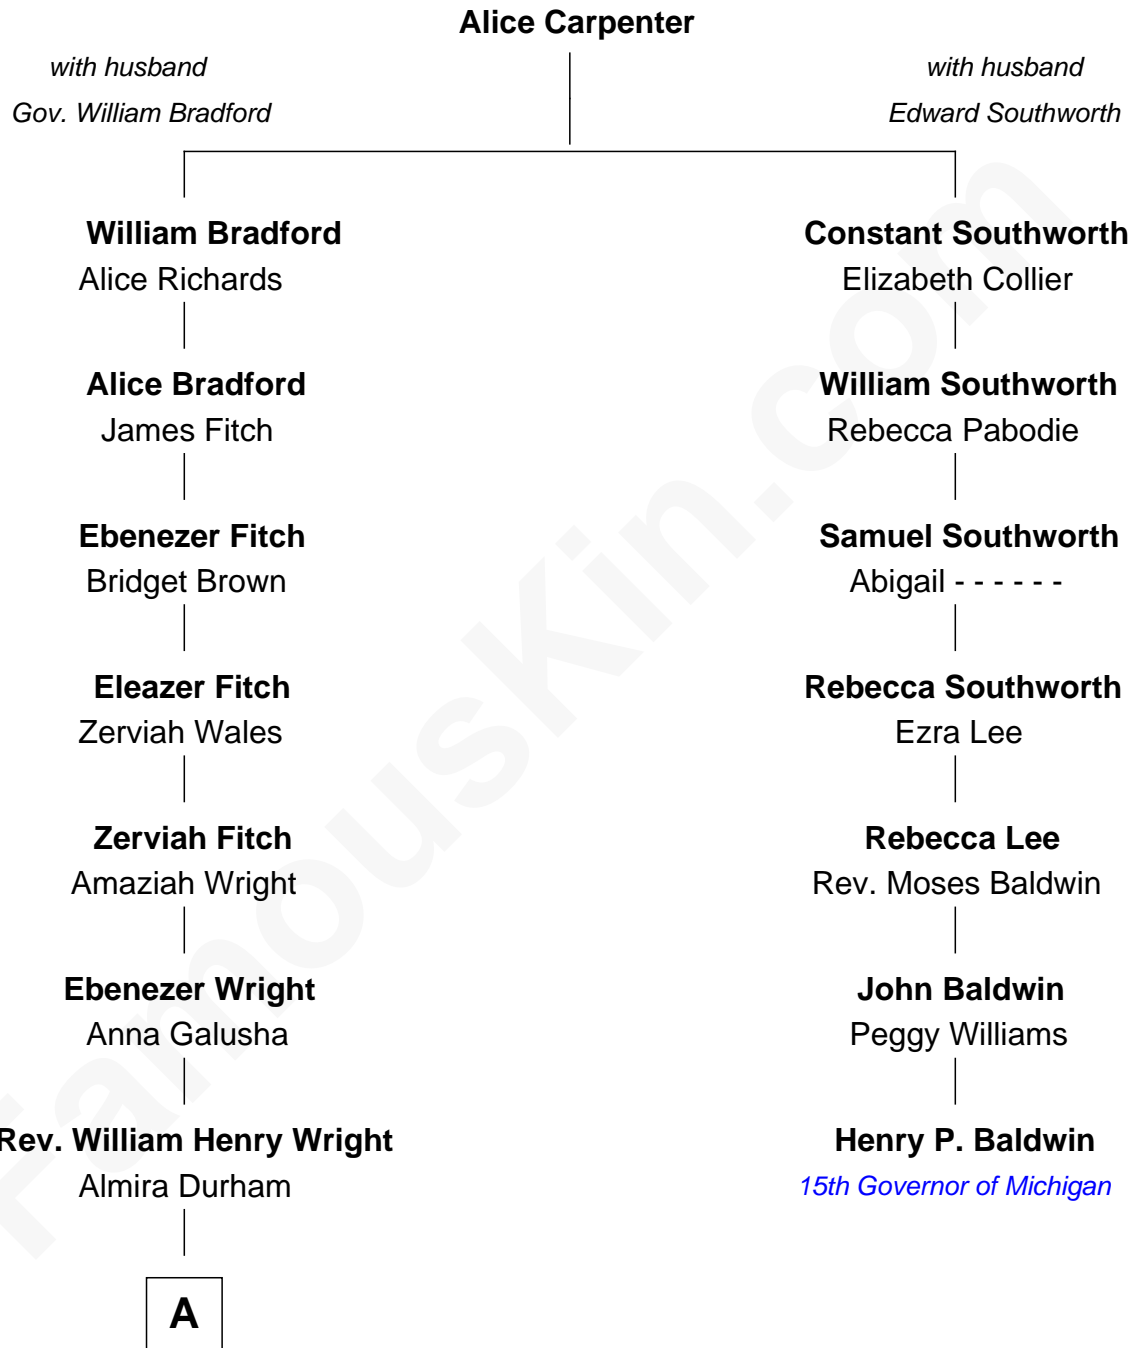 Alice Carpenter
with husband
Gov. William Bradford
with husband
Edward Southworth
William Bradford
Alice Richards
Constant Southworth
Elizabeth Collier
Alice Bradford
James Fitch
William Southworth
Rebecca Pabodie
Ebenezer Fitch
Bridget Brown
Samuel Southworth
Abigail - - - - - -
Eleazer Fitch
Zerviah Wales
Rebecca Southworth
Ezra Lee
Zerviah Fitch
Amaziah Wright
Rebecca Lee
Rev. Moses Baldwin
Ebenezer Wright
Anna Galusha
John Baldwin
Peggy Williams
Rev. William Henry Wright
Almira Durham
Henry P. Baldwin
15th Governor of Michigan
A
FamousKin.com